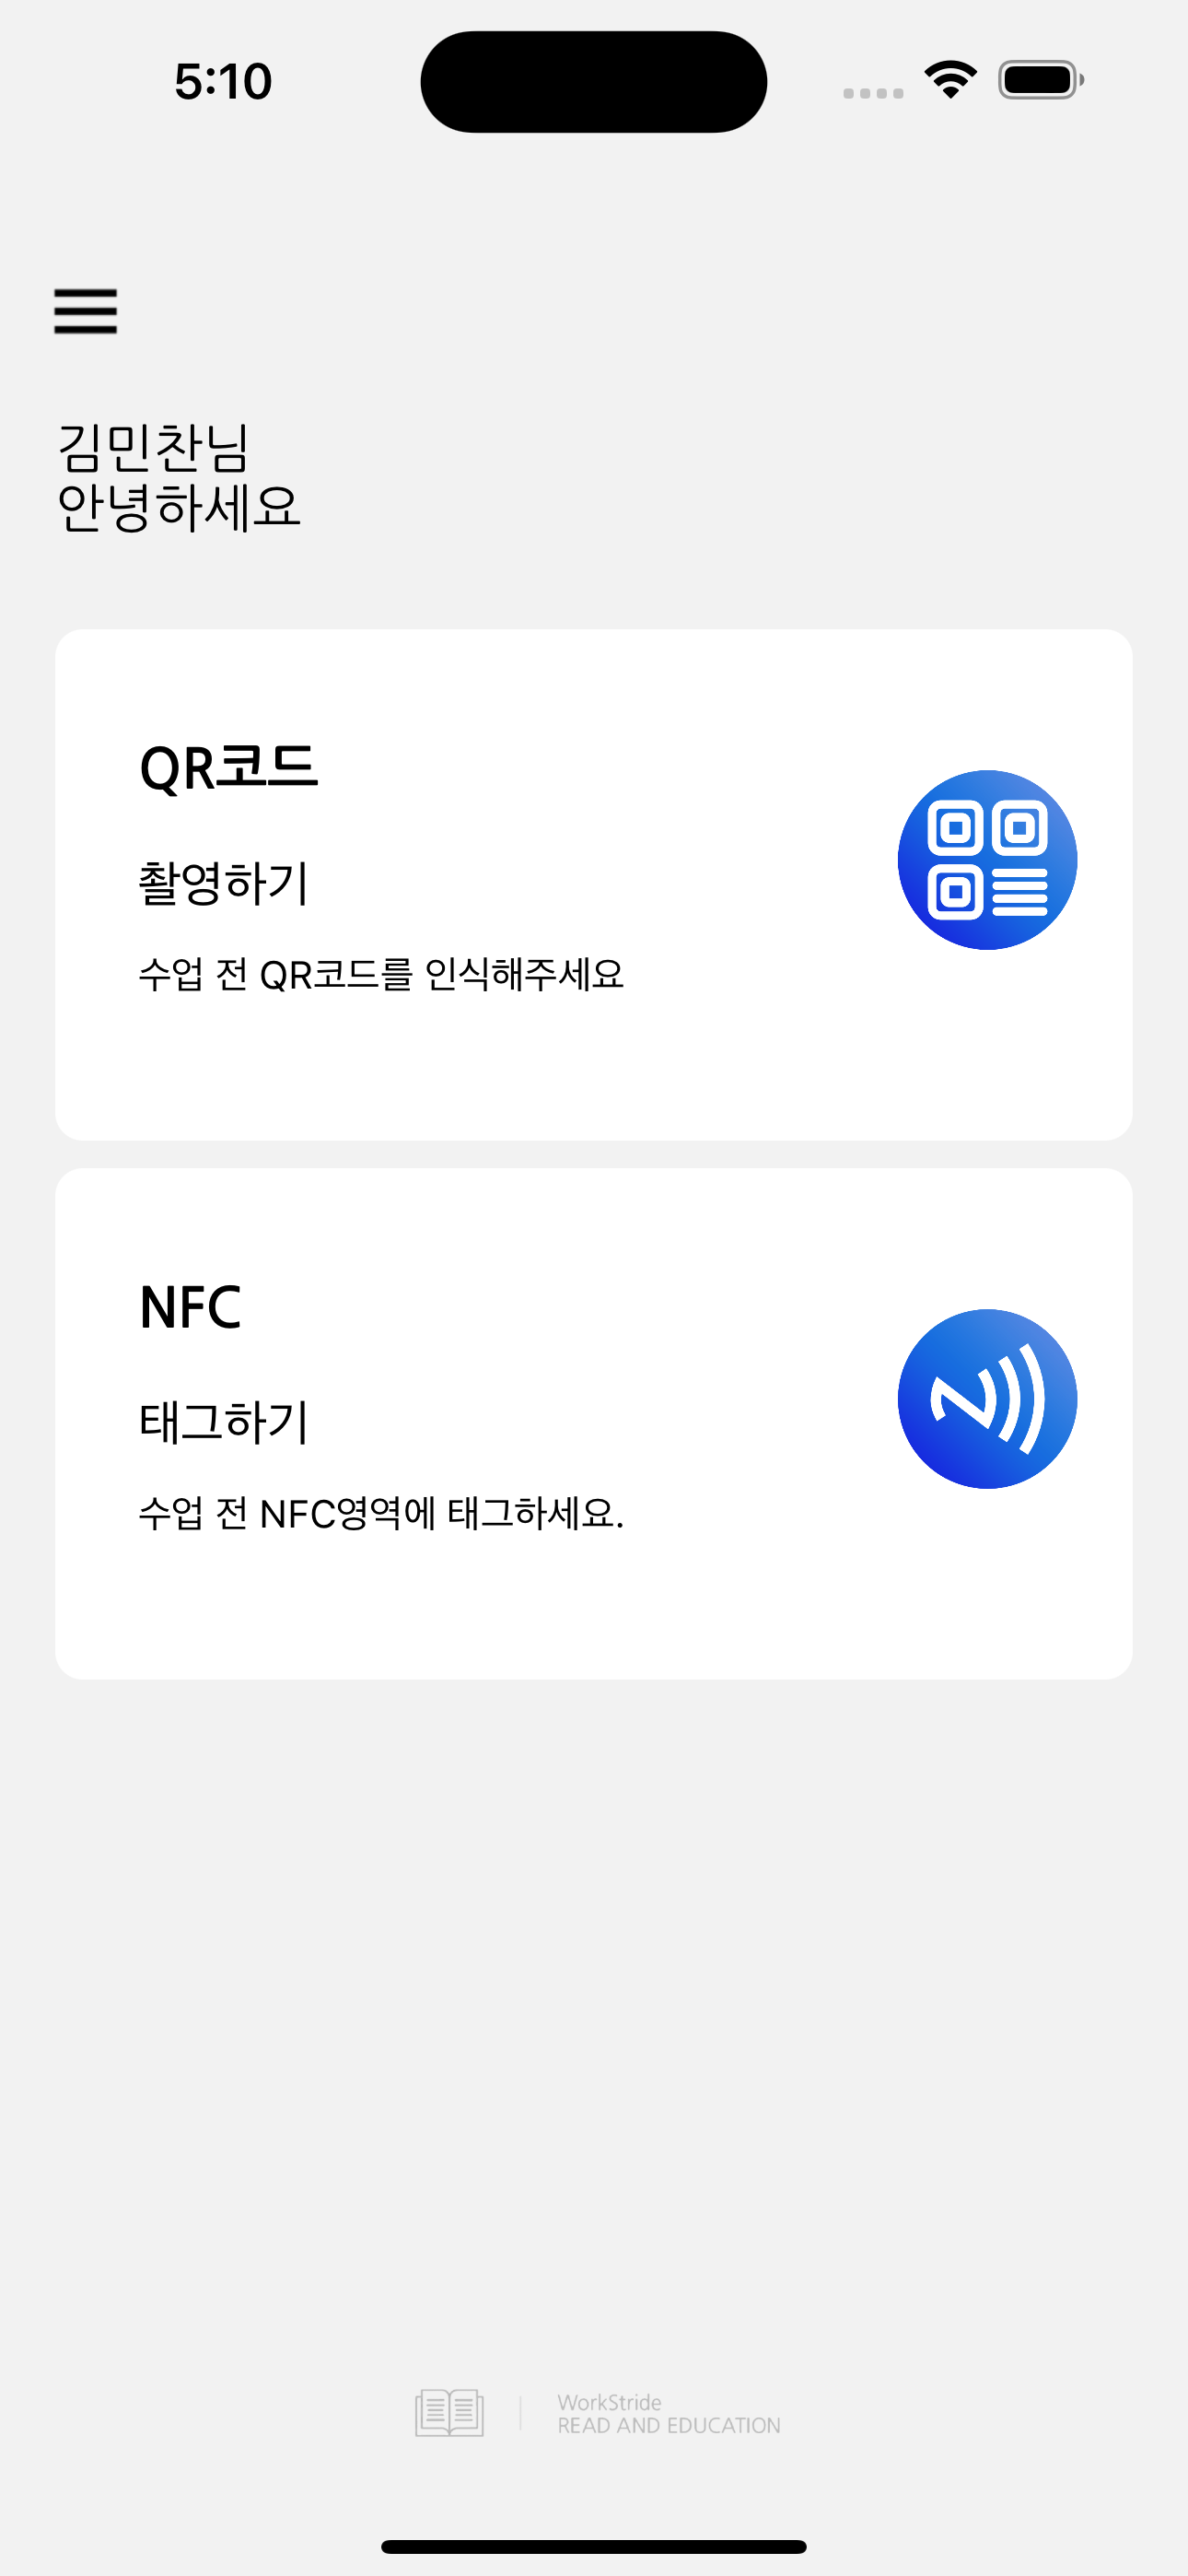 5:10
김민찬님
안녕하세요
QR코드
촬영하기
수업 전 QR코드를 인식해주세요
NFC
태그하기
수업 전 NFC영역에 태그하세요.
WorkStride
READ AND EDUCATION